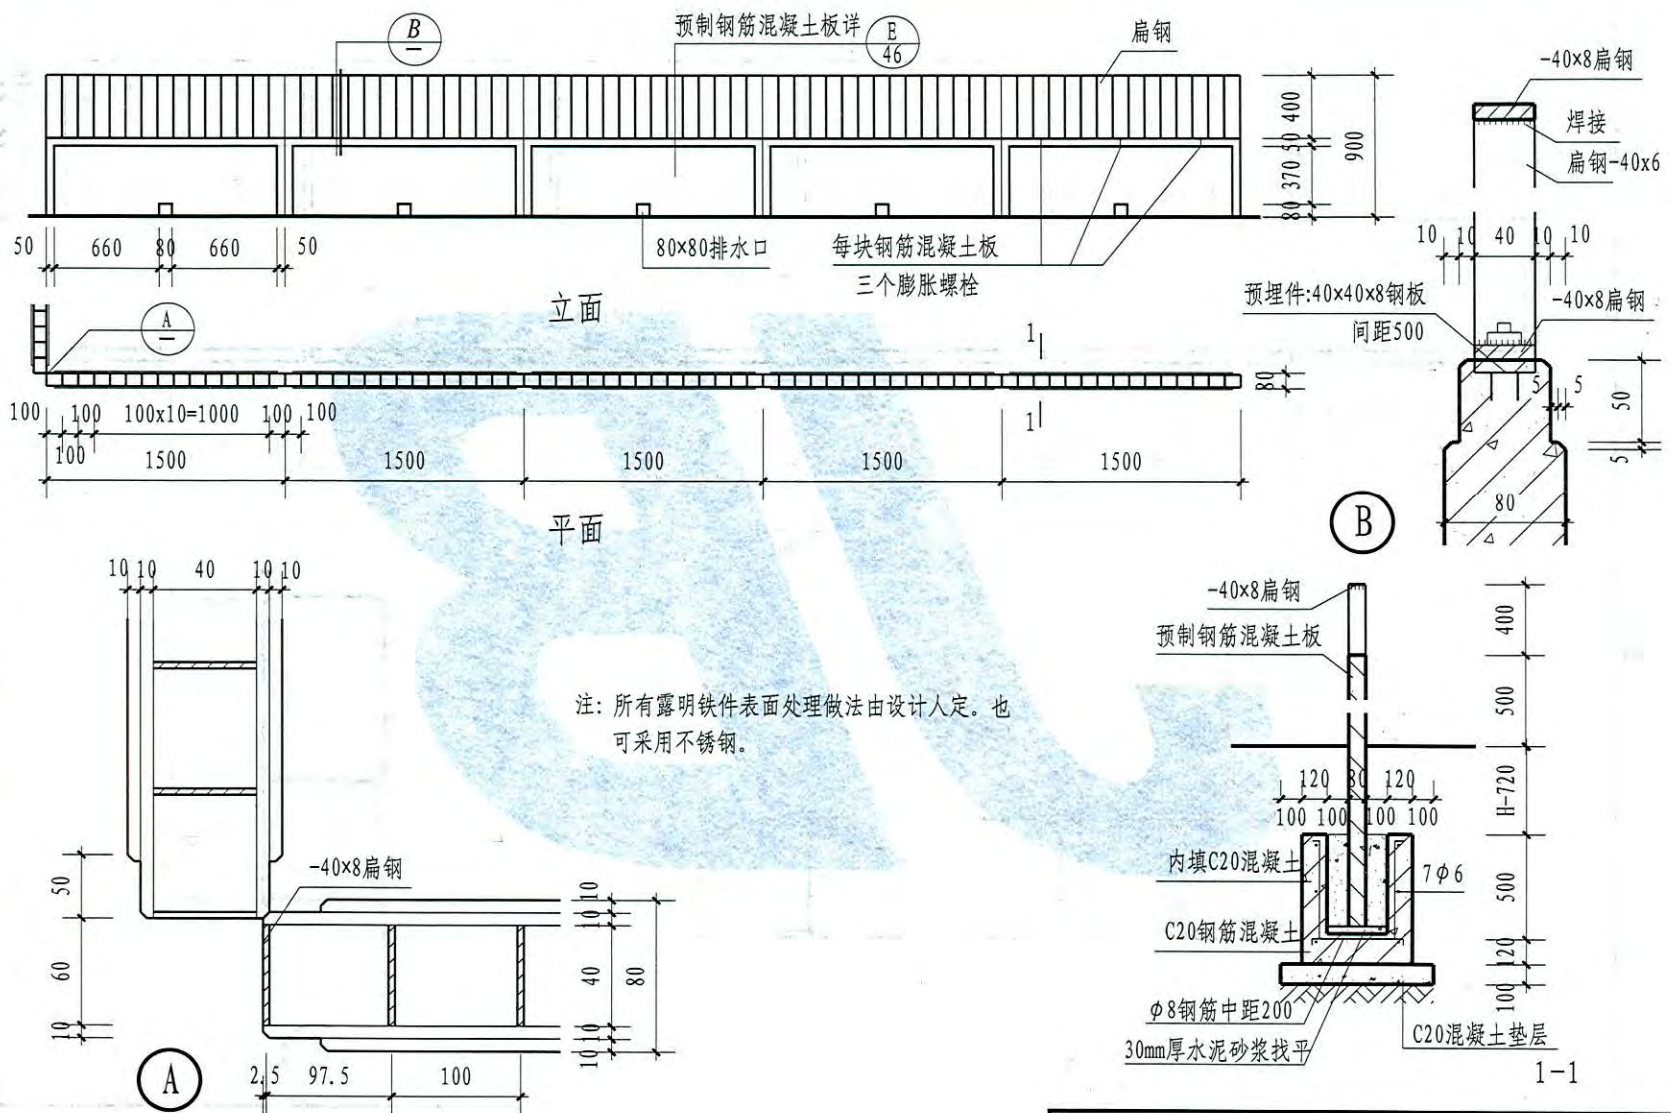 B
预制钢筋混凝土板详
E
46
扁钢
-40×8扁钢
焊接
扁钢-40x6
400
50
370
80
900
50
660
80
660
50
80×80排水口
每块钢筋混凝土板
三个膨胀螺栓
立面
A
1
1
80
100
100
100x10=1000
100
100
100
1500
1500
1500
1500
1500
平面
10
10
40
10
10
预埋件:40×40×8钢板
间距500
-40×8扁钢
5
5
50
5
80
B
10
10
40
10
10
50
60
10
-40×8扁钢
10
10
40
80
10
10
2.5
97.5
100
A
注: 所有露明铁件表面处理做法由设计人定。也
可采用不锈钢。
-40×8扁钢
预制钢筋混凝土板
400
500
H-720
500
120
100
120
80
120
100
100
100
100
内填C20混凝土
7φ6
C20钢筋混凝土
φ8钢筋中距200
30mm厚水泥砂浆找平
C20混凝土垫层
1-1